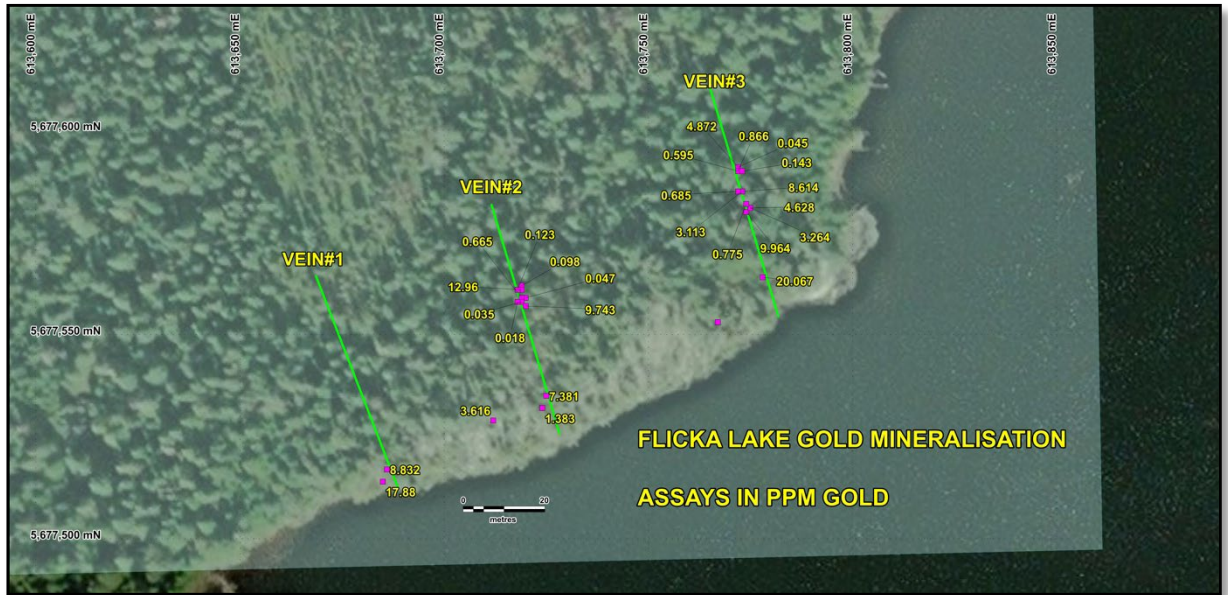 613,600 mE
613,650 mE
613,700 mE
613,750 mE
613,800 mE
613,850 mE
VEIN#3
5,677,600 mN
4.872
0.866
0.045
0.595
0.143
VEIN#2
0.685
8.614
4.628
3.113
3.264
0.665
0.123
0.775
9.964
VEIN#1
0.098
12.96
0.047
20.067
0.035
9.743
5,677,550 mN
0.018
7.381
3.616
1.383
FLICKA LAKE GOLD MINERALISATION
8.832
17.88
0
20
metres
ASSAYS IN PPM GOLD
5,677,500 mN